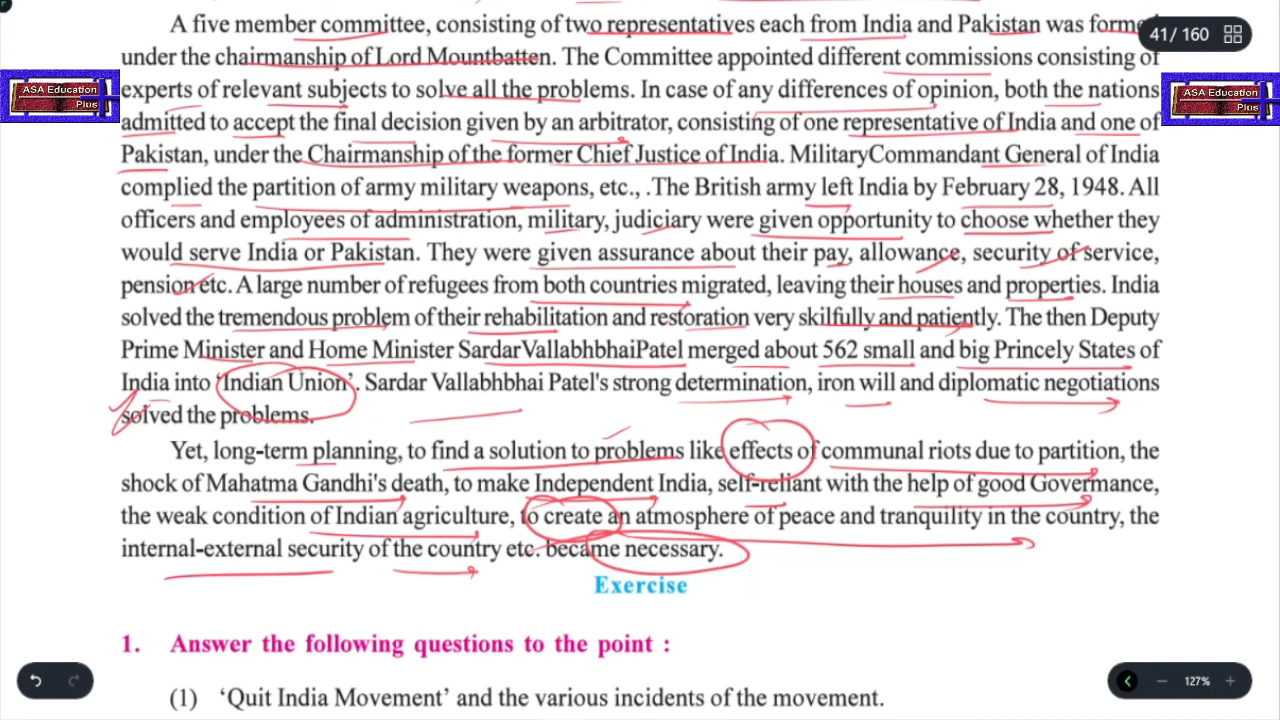 A five member committee, consisting of two representatives each from India and Pakistan was formed
41 / 160
under the chairmanship of Lord Mountbatten. The Committee appointed different commissions consisting of
ASA Education
Plus
experts of relevant subjects to solve all the problems. In case of any differences of opinion, both the nations
ASA Education
Plus
admitted to accept the final decision given by an arbitrator, consisting of one representative of India and one of
Pakistan, under the Chairmanship of the former Chief Justice of India. MilitaryCommandant General of India
complied the partition of army military weapons, etc., .The British army left India by February 28, 1948. All
officers and employees of administration, military, judiciary were given opportunity to choose whether they
would serve India or Pakistan. They were given assurance about their pay, allowance, security of service,
pension etc. A large number of refugees from both countries migrated, leaving their houses and properties. India
solved the tremendous problem of their rehabilitation and restoration very skilfully and patiently. The then Deputy
Prime Minister and Home Minister SardarVallabhbhaiPatel merged about 562 small and big Princely States of
India into ‘Indian Union’. Sardar Vallabhbhai Patel's strong determination, iron will and diplomatic negotiations
solved the problems.
Yet, long-term planning, to find a solution to problems like effects of communal riots due to partition, the
shock of Mahatma Gandhi's death, to make Independent India, self-reliant with the help of good Govermance,
the weak condition of Indian agriculture, to create an atmosphere of peace and tranquility in the country, the
internal-external security of the country etc. became necessary.
Exercise
1. Answer the following questions to the point :
(1) ‘Quit India Movement’ and the various incidents of the movement.
127%